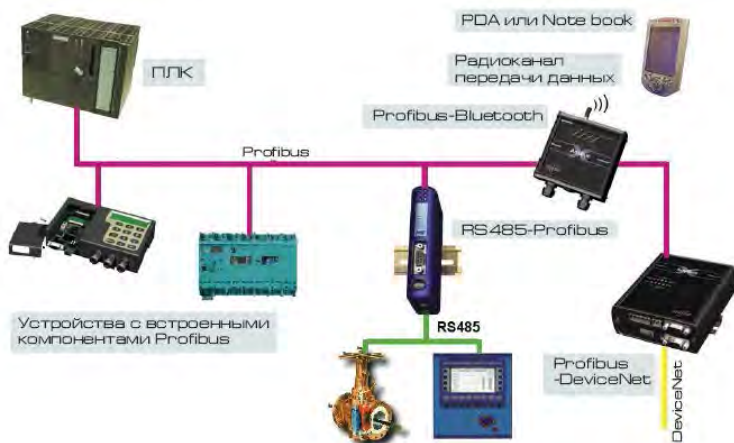 PDA или Note book
ПЛК
Радиоканал
передачи данных
Profibus-Bluetooth
Profibus
RS485-Profibus
Устройства с встроенными
компонентами Profibus
RS485
Profibus
-DeviceNet
DeviceNet